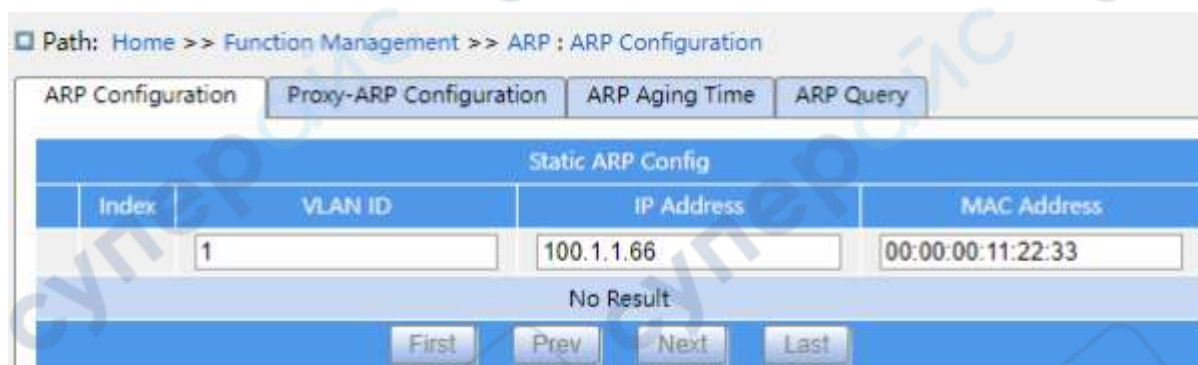 Path: Home >> Function Management >> ARP : ARP Configuration
ARP Configuration Proxy-ARP Configuration ARP Aging Time ARP Query
Static ARP Config
Index VLAN ID IP Address MAC Address
1 100.1.1.66 00:00:00:11:22:33
No Result
First Prev Next Last
суперайс
суперайс